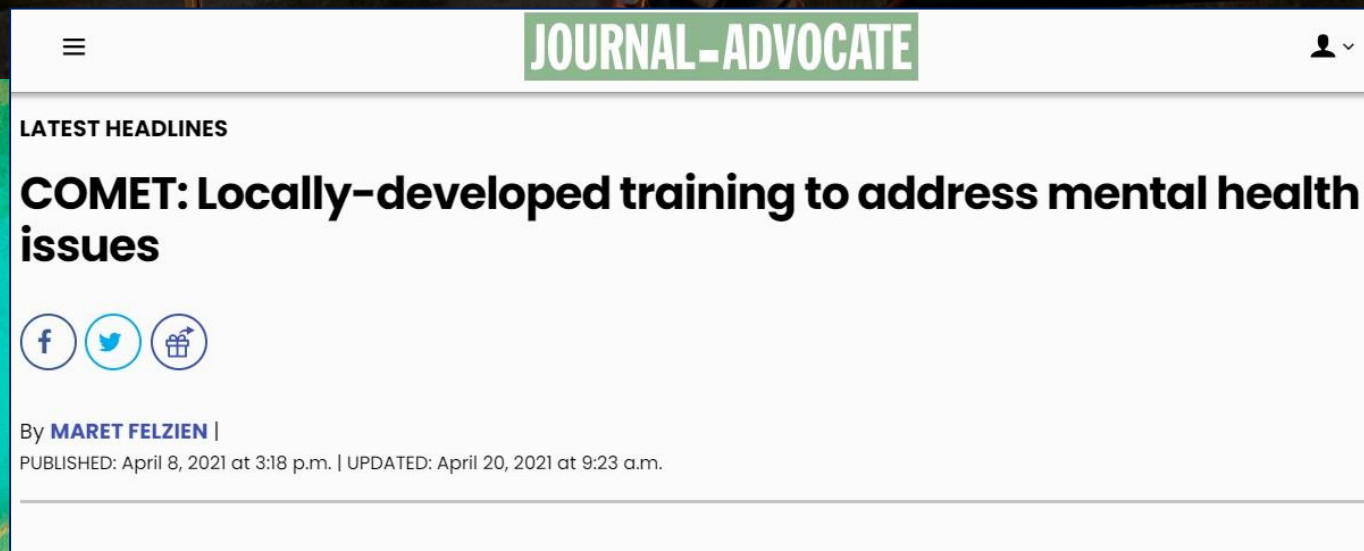 JOURNAL-ADVOCATE
LATEST HEADLINES
COMET: Locally-developed training to address mental health
issues
By MARET FELZIEN |
PUBLISHED: April 8, 2021 at 3:18 p.m. | UPDATED: April 20, 2021 at 9:23 a.m.